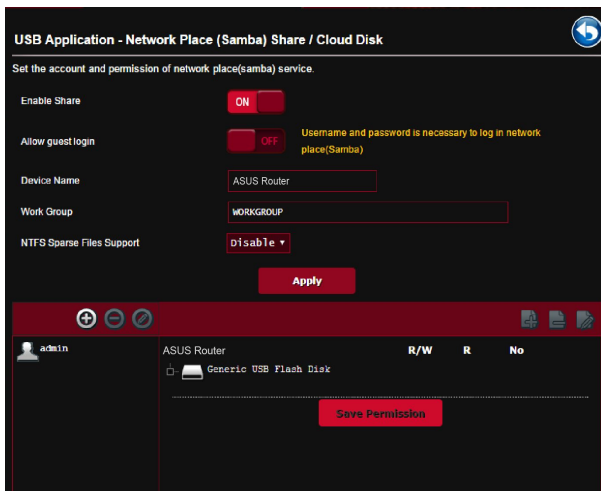 USB Application - Network Place (Samba) Share / Cloud Disk
Set the account and permission of network place(samba) service.
Enable Share
ON
Allow guest login
OFF
Username and password is necessary to log in network
place(Samba)
Device Name
ASUS Router
Work Group
WORKGROUP
NTFS Sparse Files Support
Disable
Apply
admin
ASUS Router R/W R No
Generic USB Flash Disk
Save Permission